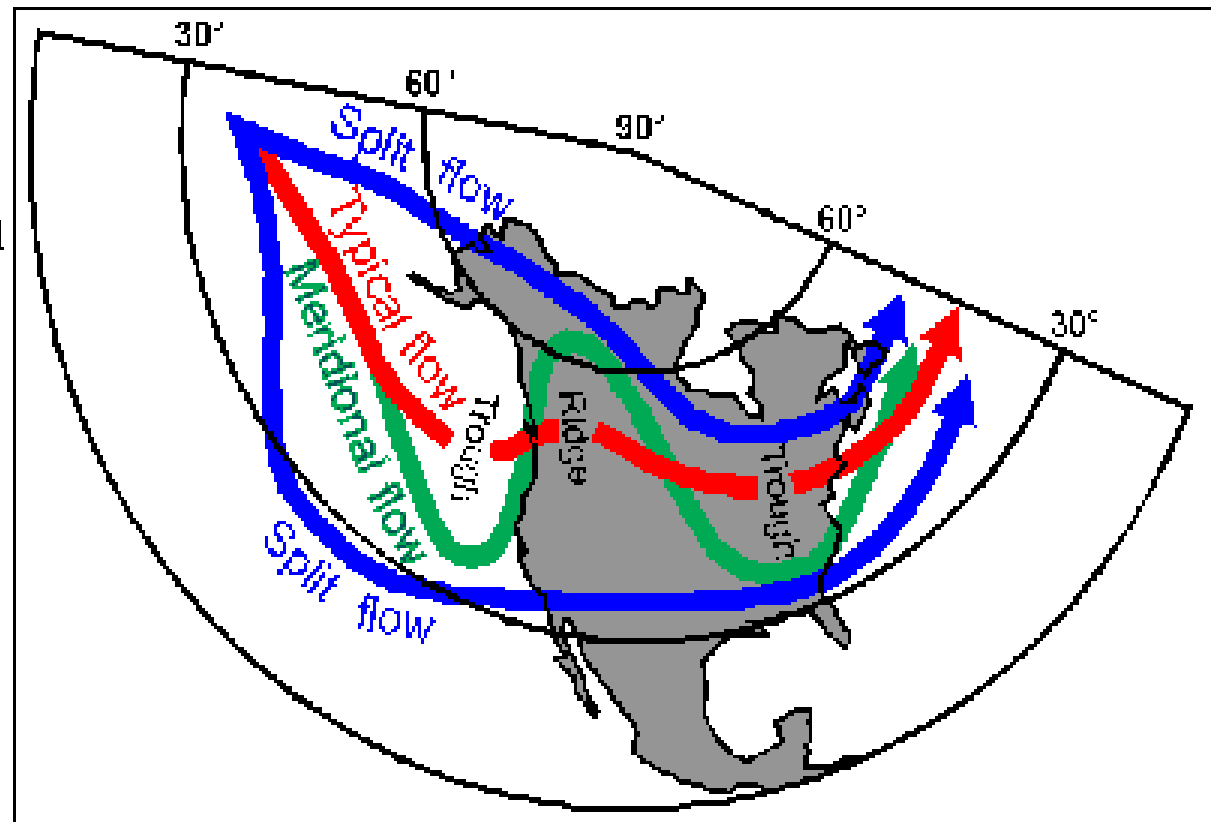 30'
60'
90'
60°
30°
Split flow
Typical flow
Meridional flow
Split flow
Trough
Ridge
Trough